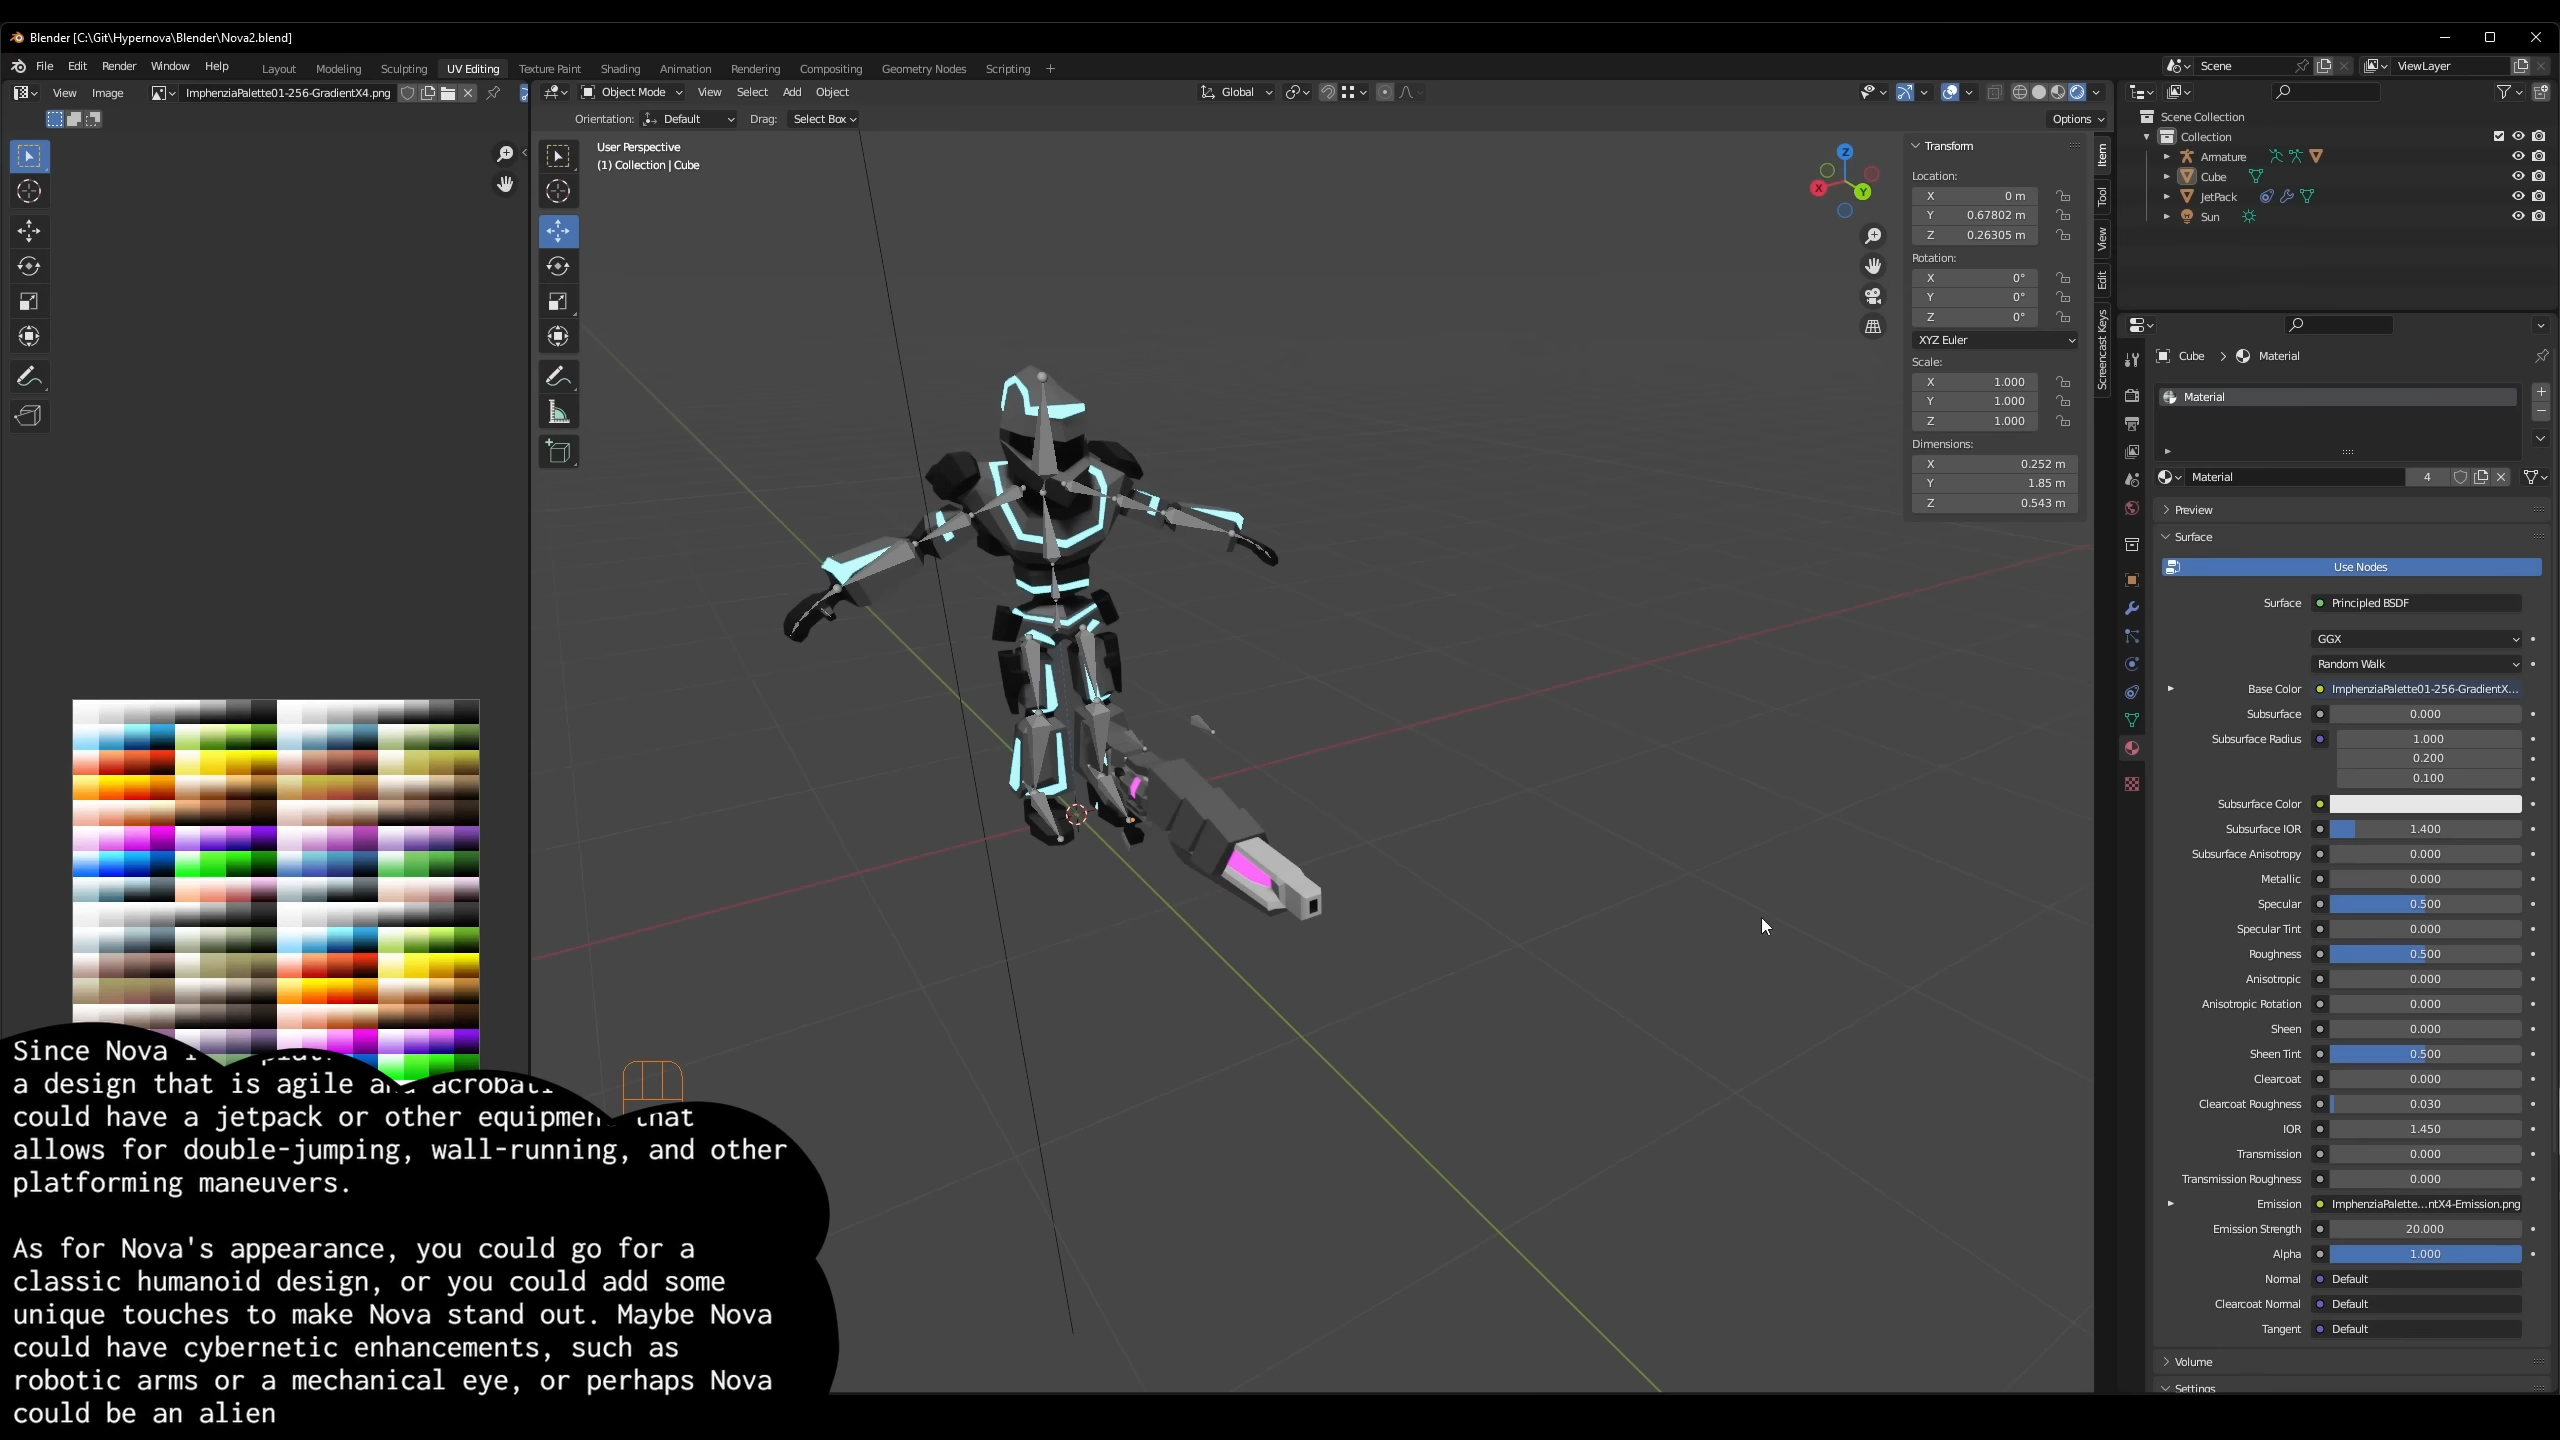 Blender [C:\Git\Hypernova\Blender\Nova2.blend]
File Edit Render Window Help
Layout Modeling Sculpting UV Editing Texture Paint Shading Animation Rendering Compositing Geometry Nodes Scripting +
Scene
ViewLayer
View Image
ImphenziaPalette01-256-GradientX4.png
Object Mode View Select Add Object
Global
Orientation: Default Drag: Select Box
Options
User Perspective
(1) Collection | Cube
Z
X
Y
Transform
Location:
X 0 m
Y 0.67802 m
Z 0.26305 m
Rotation:
X 0°
Y 0°
Z 0°
XYZ Euler
Scale:
X 1.000
Y 1.000
Z 1.000
Dimensions:
X 0.252 m
Y 1.85 m
Z 0.543 m
Item
Tool
View
Edit
Screencast Keys
Scene Collection
Collection
Armature
Cube
JetPack
Sun
Cube > Material
Material
Material 4
Preview
Surface
Use Nodes
Surface Principled BSDF
GGX
Random Walk
Base Color ImphenziaPalette01-256-GradientX...
Subsurface 0.000
Subsurface Radius 1.000
0.200
0.100
Subsurface Color
Subsurface IOR 1.400
Subsurface Anisotropy 0.000
Metallic 0.000
Specular 0.500
Specular Tint 0.000
Roughness 0.500
Anisotropic 0.000
Anisotropic Rotation 0.000
Sheen 0.000
Sheen Tint 0.500
Clearcoat 0.000
Clearcoat Roughness 0.030
IOR 1.450
Transmission 0.000
Transmission Roughness 0.000
Emission ImphenziaPalette...ntX4-Emission.png
Emission Strength 20.000
Alpha 1.000
Normal Default
Clearcoat Normal Default
Tangent Default
Volume
Settings
Since Nova
a design that is agile and
could have a jetpack or other equipment that
allows for double-jumping, wall-running, and other
platforming maneuvers.
As for Nova's appearance, you could go for a
classic humanoid design, or you could add some
unique touches to make Nova stand out. Maybe Nova
could have cybernetic enhancements, such as
robotic arms or a mechanical eye, or perhaps Nova
could be an alien